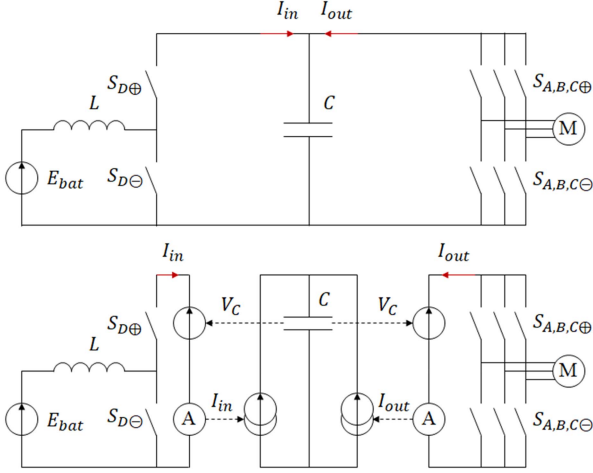 I_in I_out
S_D⊕ C S_A,B,C⊕
L
M
E_bat S_D⊖ S_A,B,C⊖
I_in I_out
V_C C V_C
S_D⊕ S_A,B,C⊕
L
M
I_in I_out
E_bat S_D⊖ A A S_A,B,C⊖